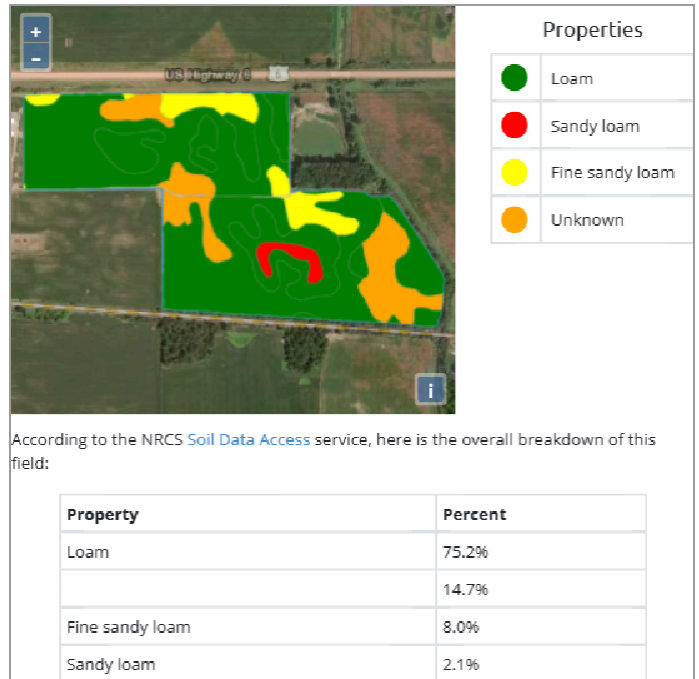 +
-
US Highway 6
6
i
Properties
Loam
Sandy loam
Fine sandy loam
Unknown
According to the NRCS Soil Data Access service, here is the overall breakdown of this
field:
Property Percent
Loam 75.2%
14.7%
Fine sandy loam 8.0%
Sandy loam 2.1%